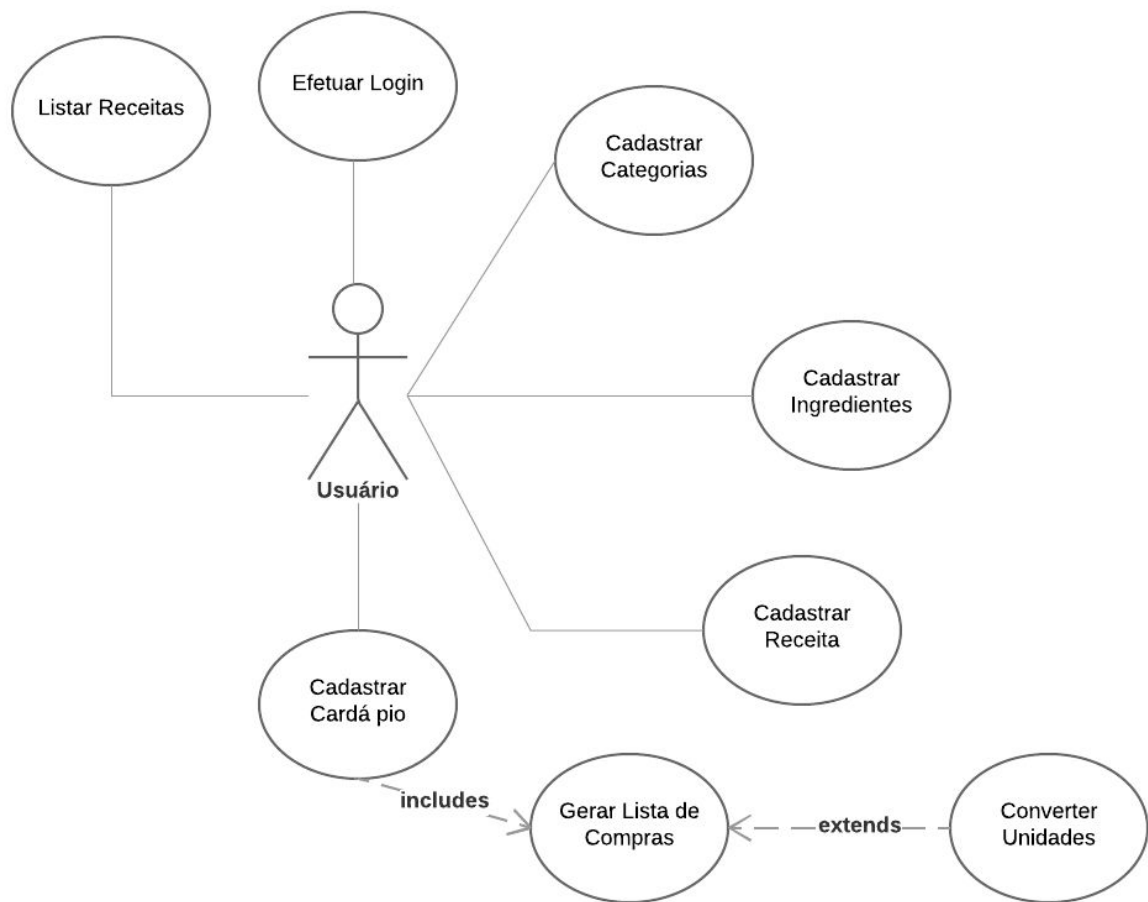 Listar Receitas
Efetuar Login
Cadastrar
Categorias
Cadastrar
Ingredientes
Usuário
Cadastrar
Receita
Cadastrar
Cardá pio
includes
Gerar Lista de
Compras
extends
Converter
Unidades